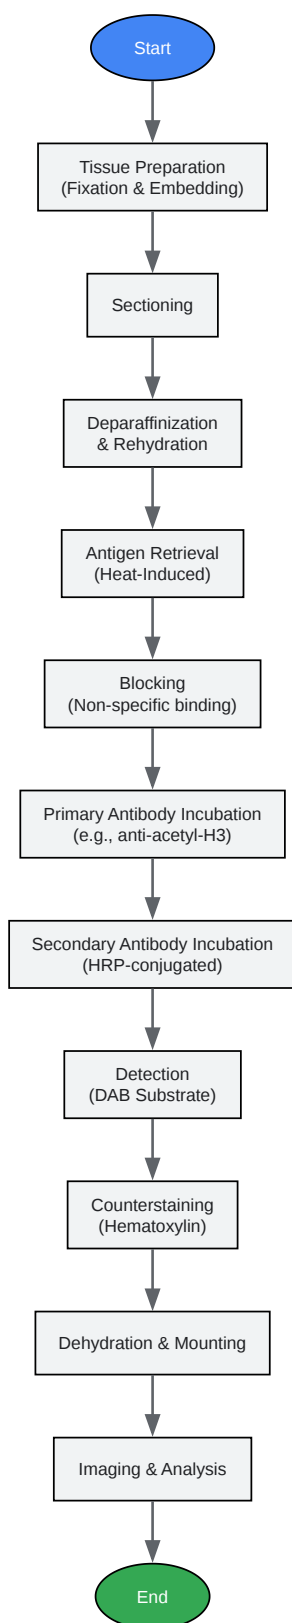 Start
Tissue Preparation
(Fixation & Embedding)
Sectioning
Deparaffinization
& Rehydration
Antigen Retrieval
(Heat-Induced)
Blocking
(Non-specific binding)
Primary Antibody Incubation
(e.g., anti-acetyl-H3)
Secondary Antibody Incubation
(HRP-conjugated)
Detection
(DAB Substrate)
Counterstaining
(Hematoxylin)
Dehydration & Mounting
Imaging & Analysis
End